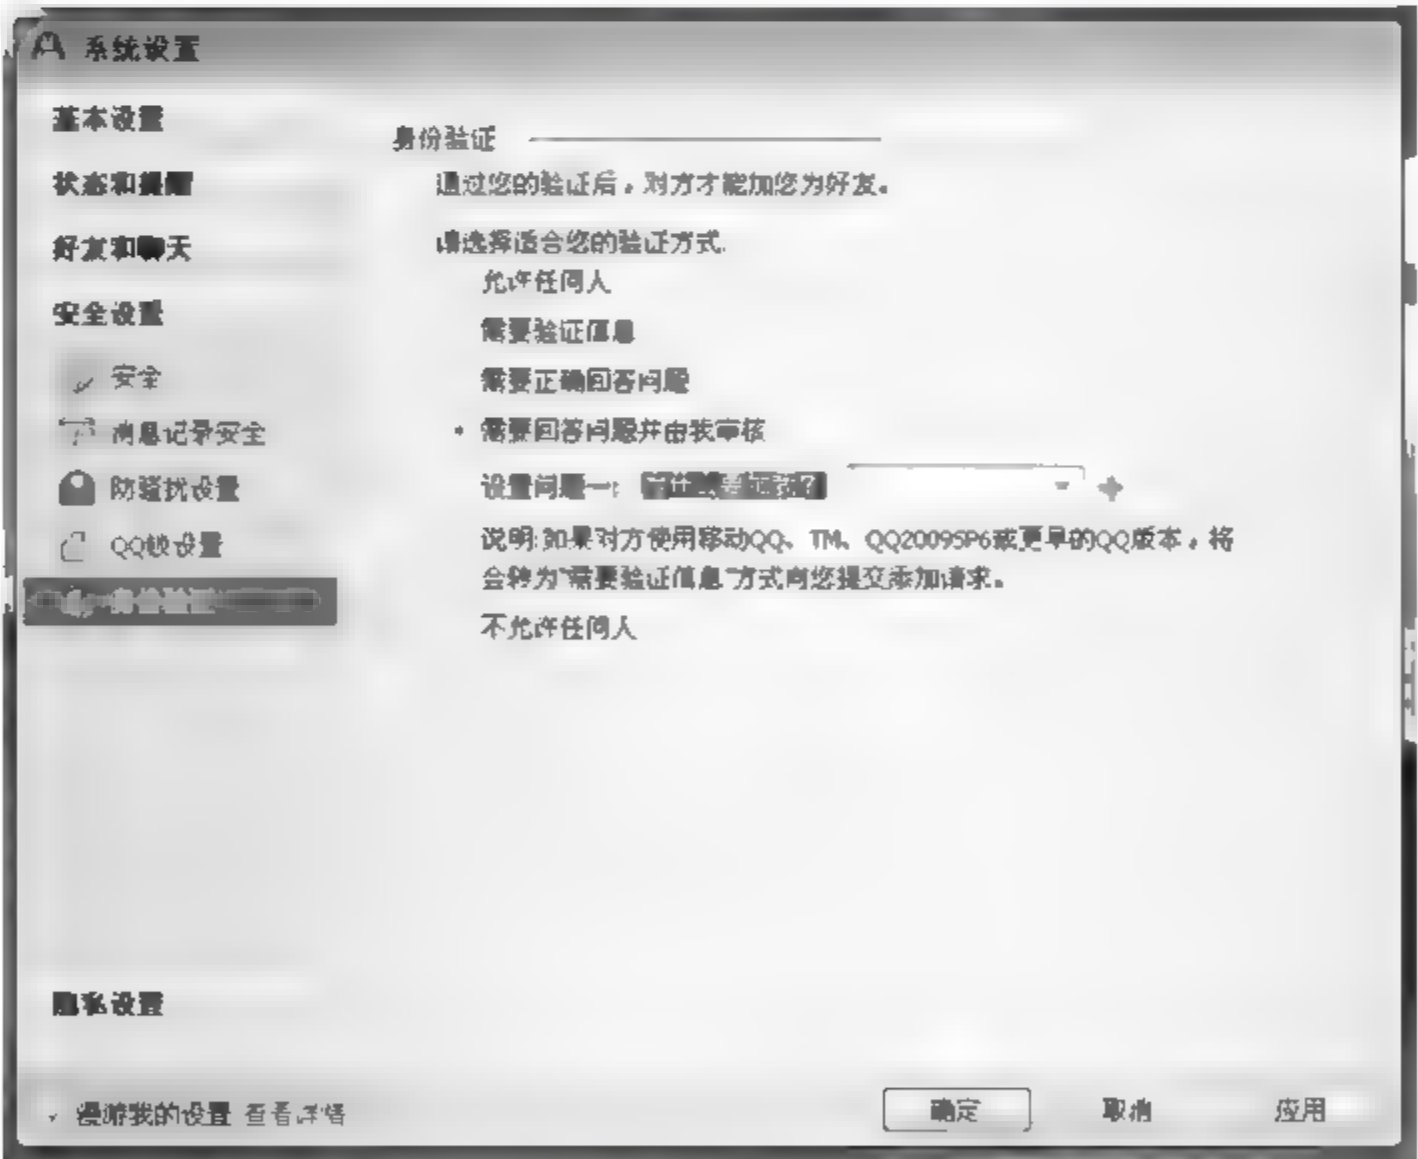 系统设置
基本设置
状态和提醒
好友和聊天
安全设置
安全
消息记录安全
防骚扰设置
QQ锁设置
身份验证
隐私设置
身份验证
通过您的验证后，对方才能加您为好友。
请选择适合您的验证方式:
允许任何人
需要验证信息
需要正确回答问题
需要回答问题并由我审核
设置问题一:
说明:如果对方使用移动QQ、TM、QQ2009SP6或更早的QQ版本，将
会转为"需要验证信息"方式向您提交添加请求。
不允许任何人
漫游我的设置 查看详情
确定
取消
应用